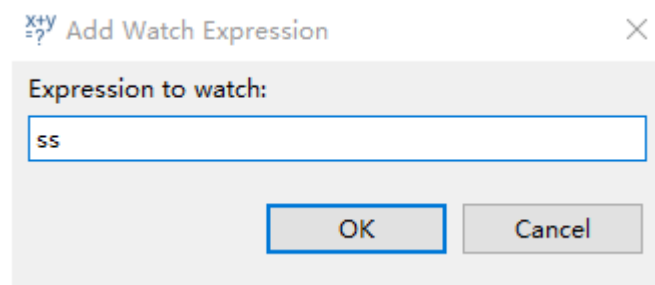 x+y
=?
Add Watch Expression
Expression to watch:
ss
OK
Cancel